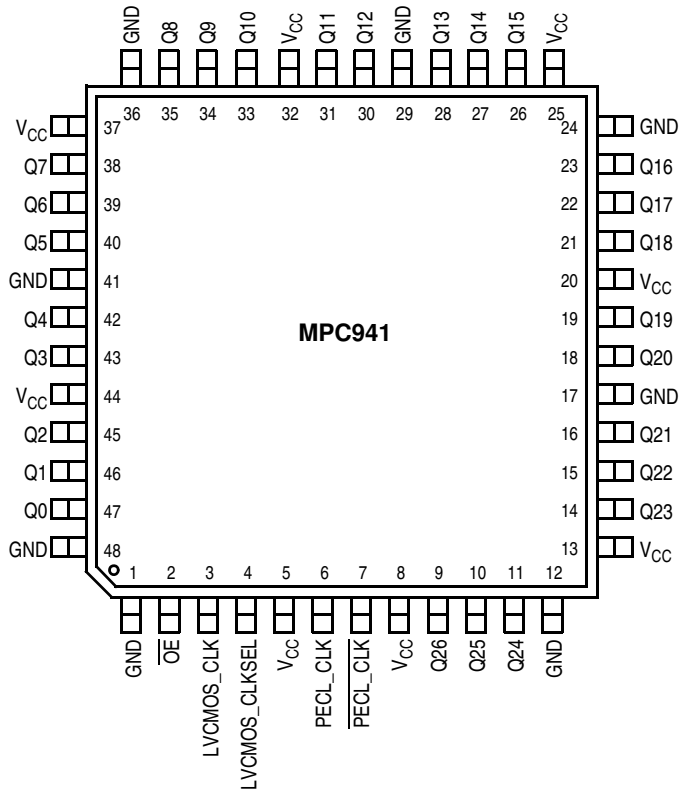 GND Q8 Q9 Q10 VCC Q11 Q12 GND Q13 Q14 Q15 VCC
36 35 34 33 32 31 30 29 28 27 26 25
VCC 37 24 GND
Q7 38 23 Q16
Q6 39 22 Q17
Q5 40 21 Q18
GND 41 20 VCC
Q4 42 19 Q19
MPC941
Q3 43 18 Q20
VCC 44 17 GND
Q2 45 16 Q21
Q1 46 15 Q22
Q0 47 14 Q23
GND 48 13 VCC
1 2 3 4 5 6 7 8 9 10 11 12
GND O̅E̅ LVCMOS_CLK LVCMOS_CLKSEL VCC PECL_CLK P̅E̅C̅L̅_̅C̅L̅K̅ VCC Q26 Q25 Q24 GND